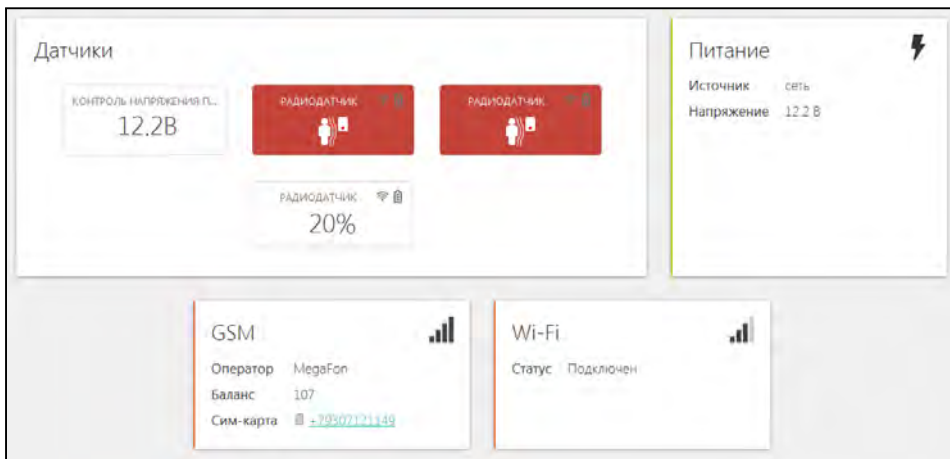 Датчики
КОНТРОЛЬ НАПРЯЖЕНИЯ П...
12.2В
РАДИОДАТЧИК
РАДИОДАТЧИК
РАДИОДАТЧИК
20%
Питание
Источник сеть
Напряжение 12.2 В
GSM
Оператор MegaFon
Баланс 107
Сим-карта +79307121149
Wi-Fi
Статус Подключен